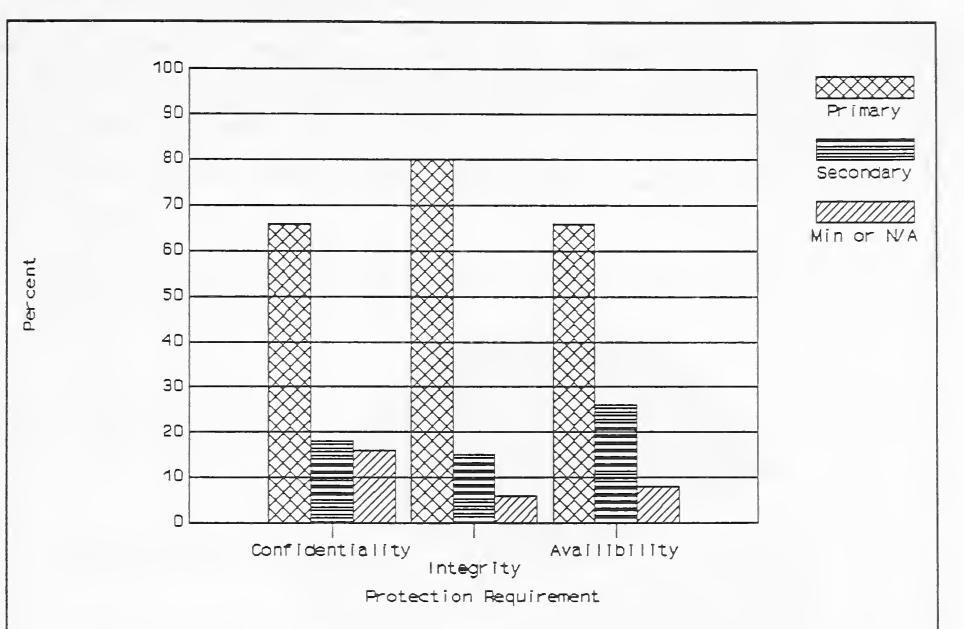 100
90
80
70
60
50
40
30
20
10
0
Percent
Confidentiality
Integrity
Availibility
Protection Requirement
Primary
Secondary
Min or N/A